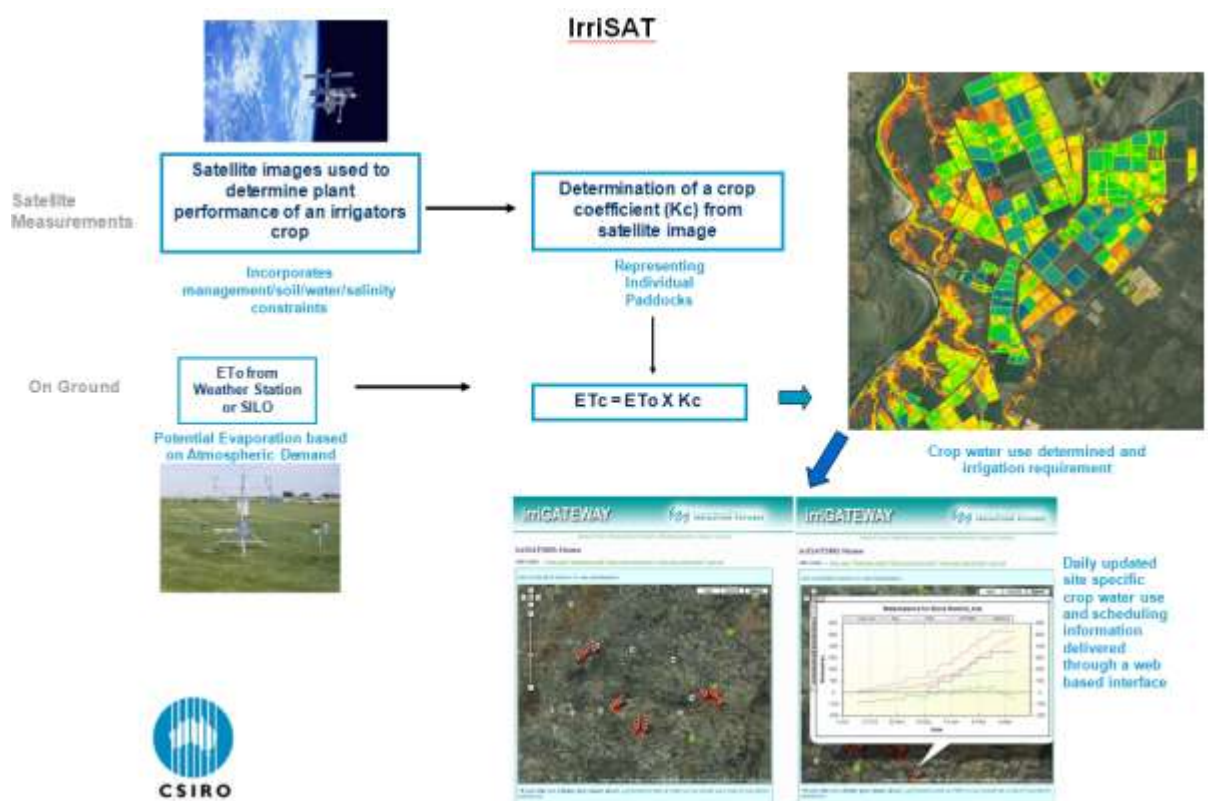 IrriSAT
Satellite
Measurements
Satellite images used to
determine plant
performance of an irrigators
crop
Incorporates
management/soil/water/salinity
constraints
Determination of a crop
coefficient (Kc) from
satellite image
Representing
Individual
Paddocks
On Ground
ETo from
Weather Station
or SILO
Potential Evaporation based
on Atmospheric Demand
ETc = ETo X Kc
Crop water use determined and
irrigation requirement
irriGATEWAY
irriGATEWAY
Daily updated
site specific
crop water use
and scheduling
information
delivered
through a web
based interface
CSIRO